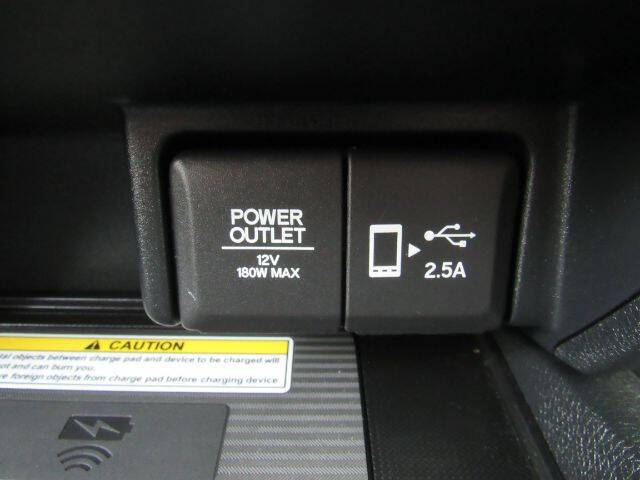 POWER
OUTLET
12V
180W MAX
2.5A
CAUTION
tal objects between charge pad and device to be charged will
ot and can burn you.
ve foreign objects from charge pad before charging device